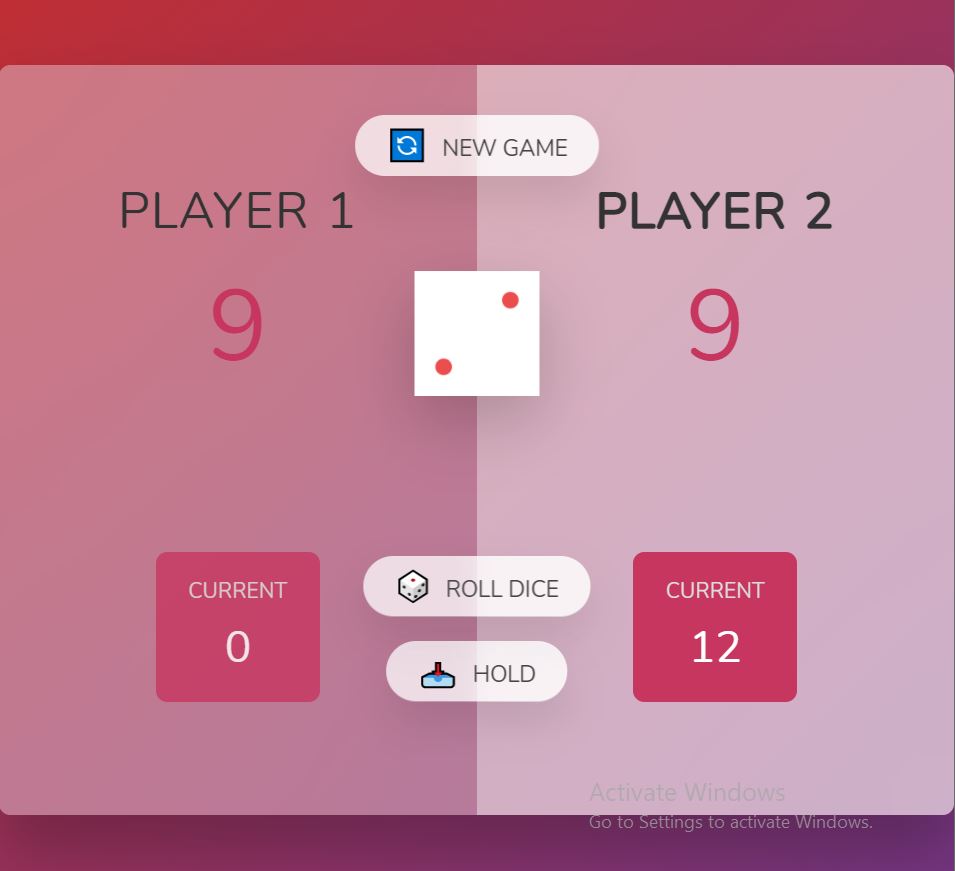 NEW GAME
PLAYER 1
PLAYER 2
9
9
CURRENT
0
ROLL DICE
HOLD
CURRENT
12
Activate Windows
Go to Settings to activate Windows.